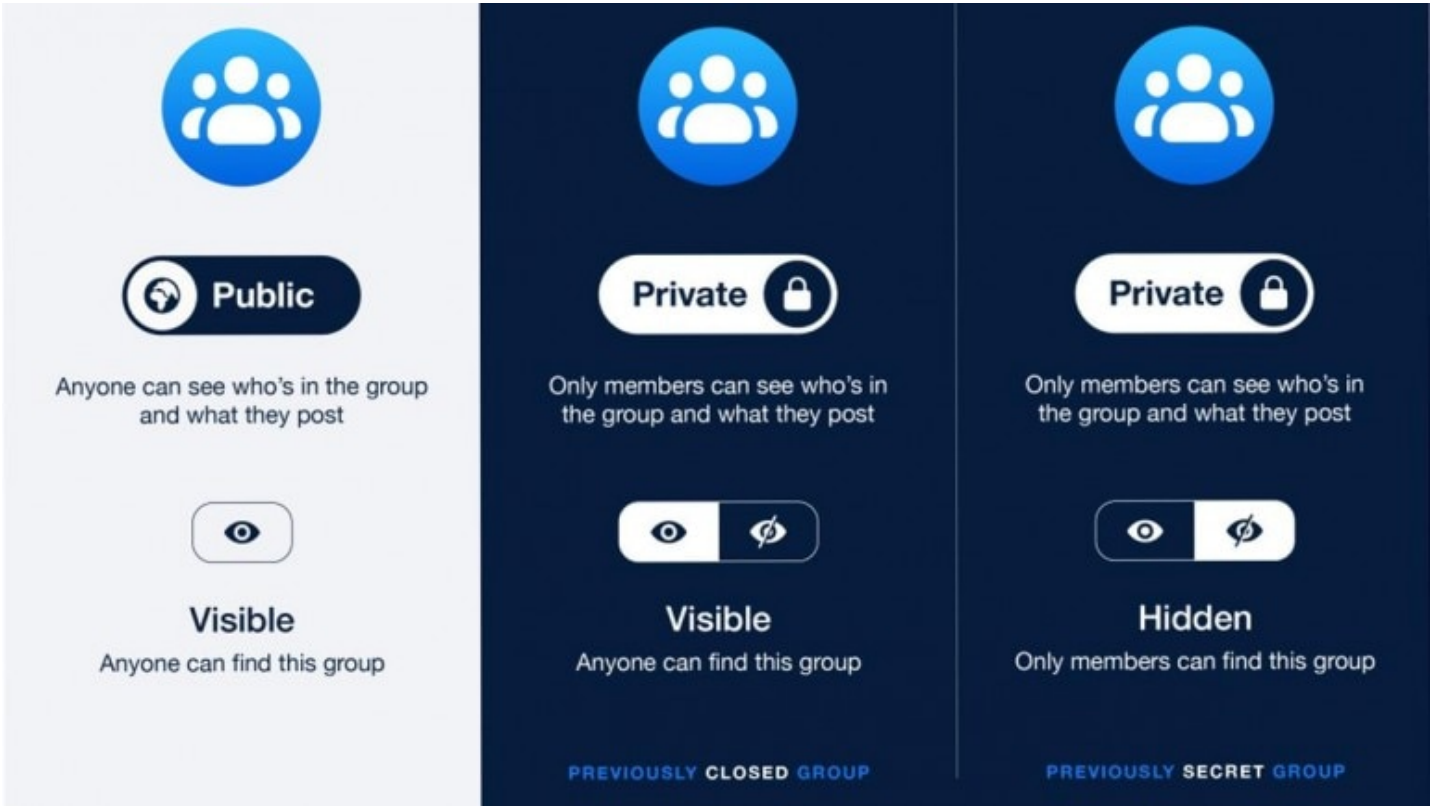 Public
Anyone can see who's in the group
and what they post
Visible
Anyone can find this group
Private
Only members can see who's in
the group and what they post
Visible
Anyone can find this group
PREVIOUSLY CLOSED GROUP
Private
Only members can see who's in
the group and what they post
Hidden
Only members can find this group
PREVIOUSLY SECRET GROUP